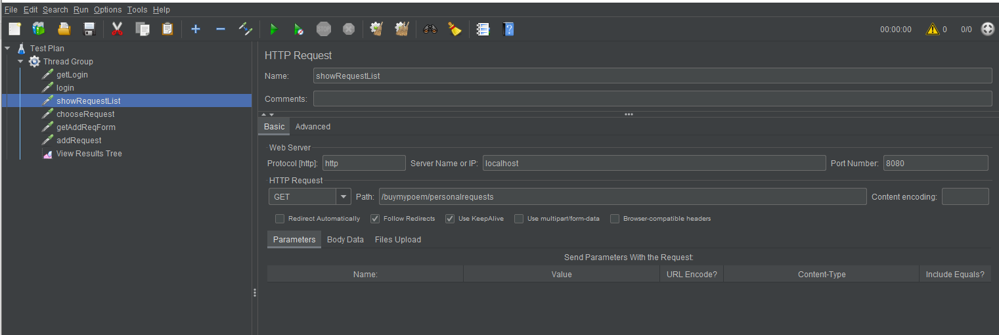 File Edit Search Run Options Tools Help
STOP 00:00:00 0 0/0
Test Plan
Thread Group
getLogin
login
showRequestList
chooseRequest
getAddReqForm
addRequest
View Results Tree
HTTP Request
Name: showRequestList
Comments:
Basic Advanced
Web Server
Protocol [http]: http Server Name or IP: localhost Port Number: 8080
HTTP Request
GET Path: /buymypoem/personalrequests Content encoding:
Redirect Automatically Follow Redirects Use KeepAlive Use multipart/form-data Browser-compatible headers
Parameters Body Data Files Upload
Send Parameters With the Request:
Name: Value URL Encode? Content-Type Include Equals?